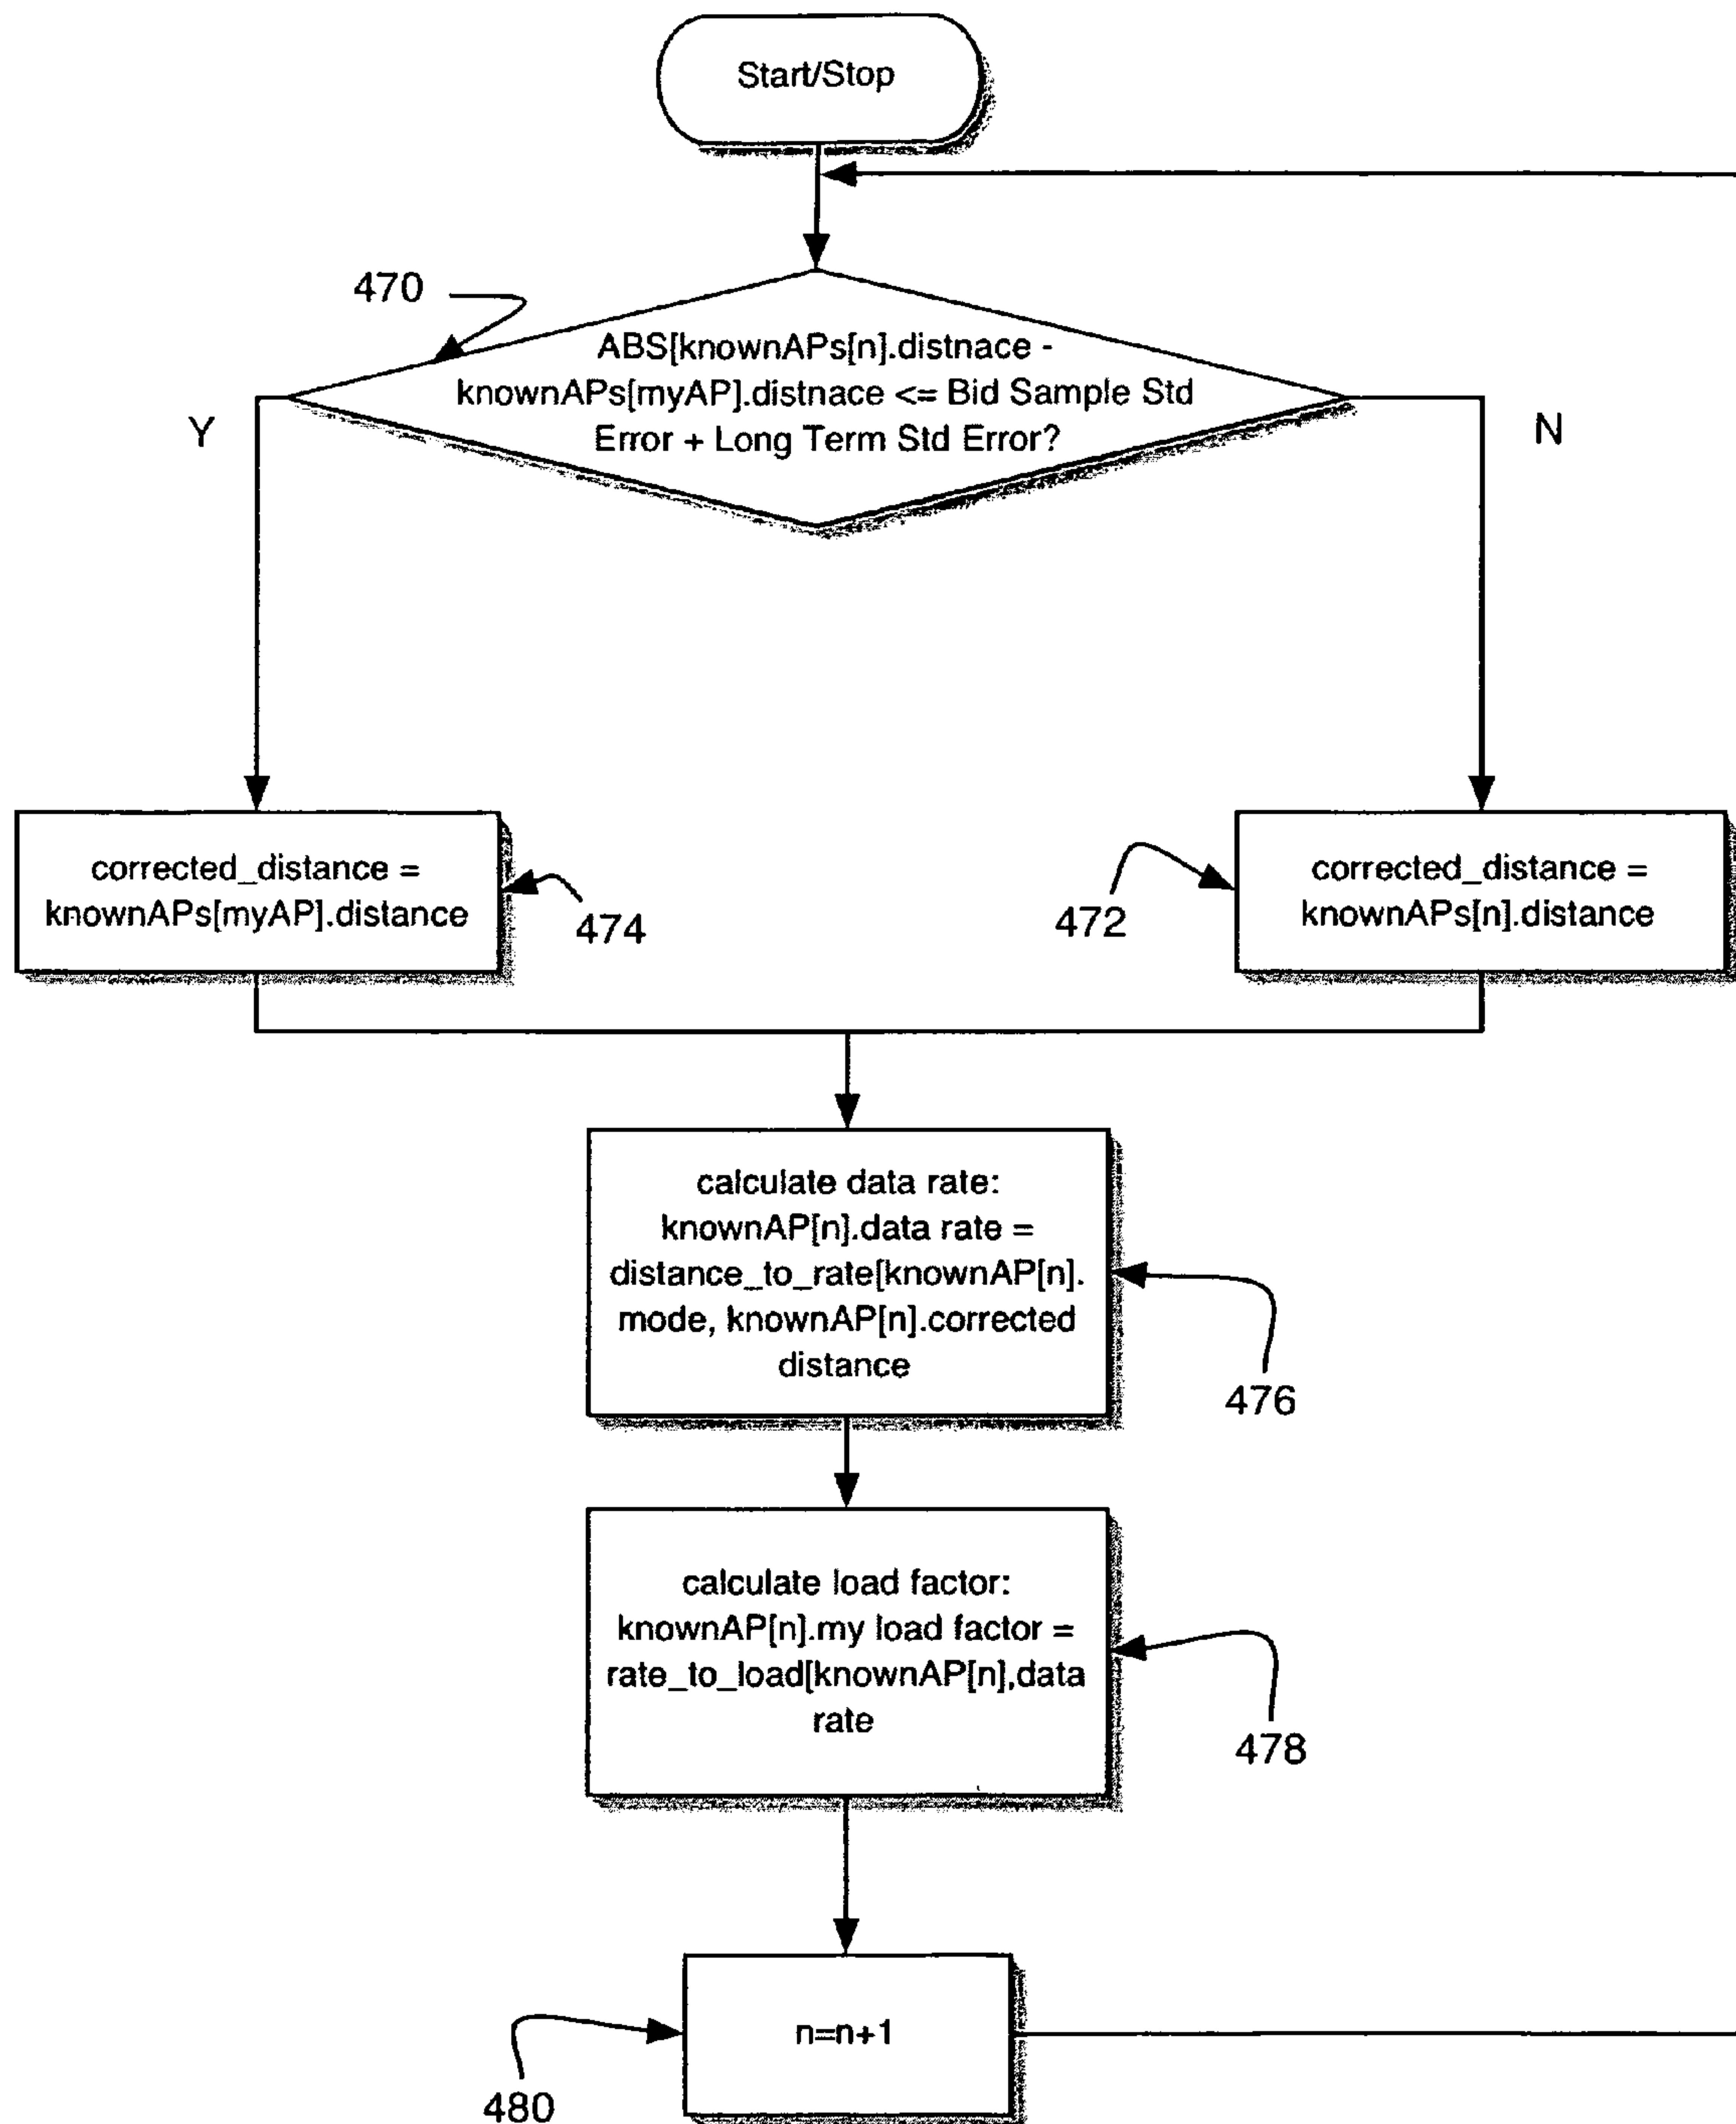 Start/Stop
470
ABS[knownAPs[n].distnace -
knownAPs[myAP].distnace <= Bid Sample Std
Error + Long Term Std Error?
Y
N
corrected_distance =
knownAPs[myAP].distance
474
472
corrected_distance =
knownAPs[n].distance
calculate data rate:
knownAP[n].data rate =
distance_to_rate[knownAP[n].
mode, knownAP[n].corrected
distance
476
calculate load factor:
knownAP[n].my load factor =
rate_to_load[knownAP[n],data
rate
478
n=n+1
480